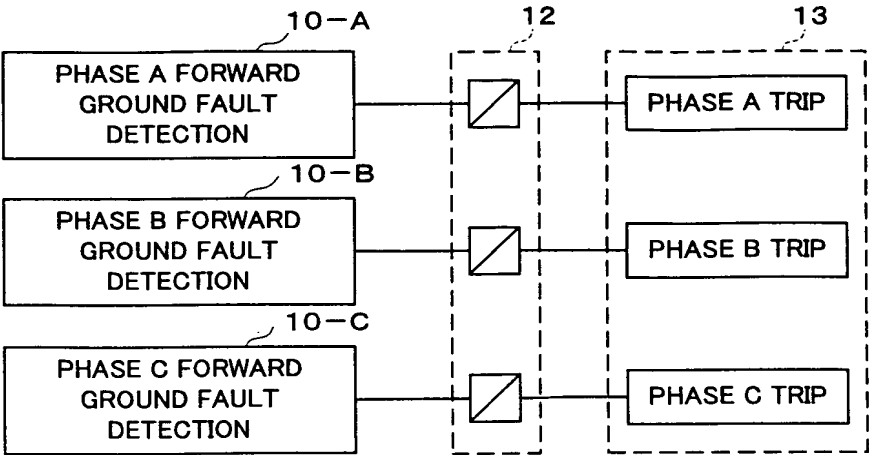 10-A
12
13
PHASE A FORWARD
GROUND FAULT
DETECTION
PHASE A TRIP
10-B
PHASE B FORWARD
GROUND FAULT
DETECTION
PHASE B TRIP
10-C
PHASE C FORWARD
GROUND FAULT
DETECTION
PHASE C TRIP